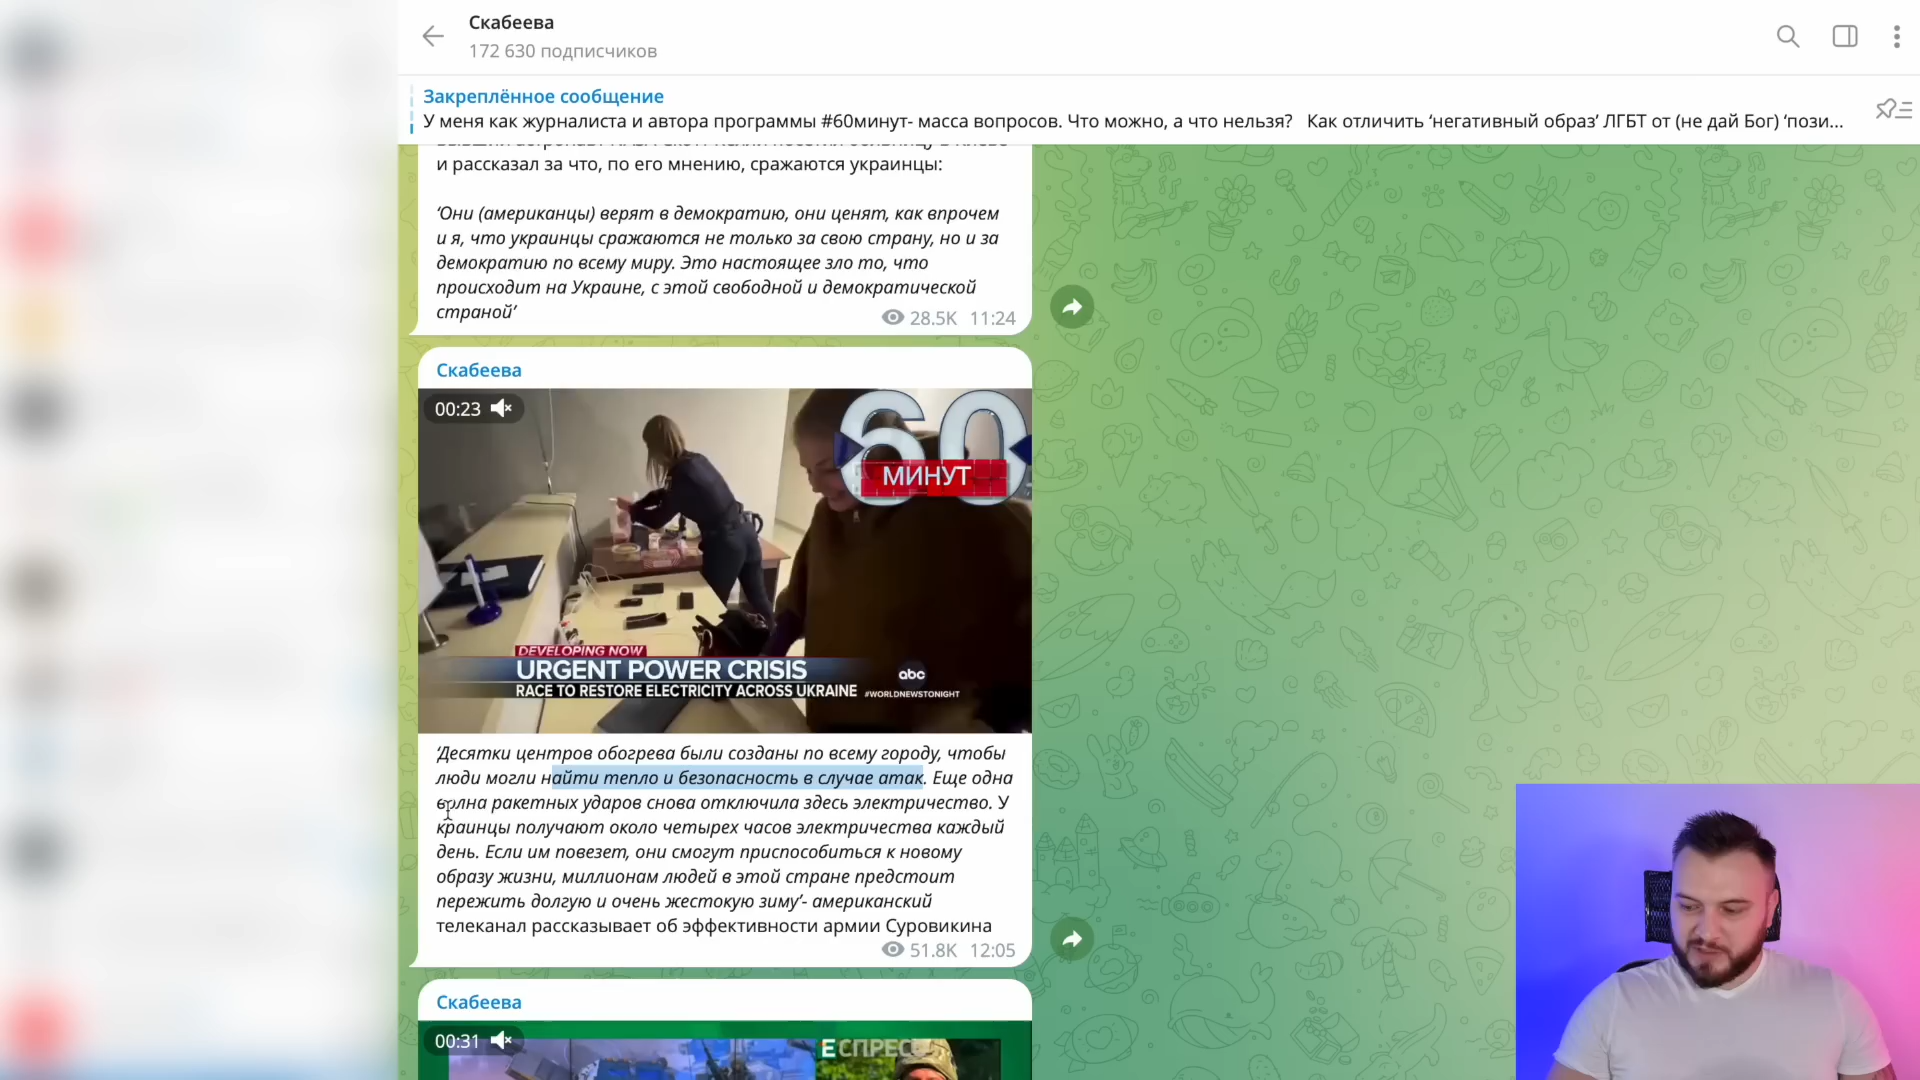 Скабеева
172 630 подписчиков
Закреплённое сообщение
У меня как журналиста и автора программы #60минут- масса вопросов. Что можно, а что нельзя? Как отличить ‘негативный образ’ ЛГБТ от (не дай Бог) ‘пози...
и рассказал за что, по его мнению, сражаются украинцы:
‘Они (американцы) верят в демократию, они ценят, как впрочем
и я, что украинцы сражаются не только за свою страну, но и за
демократию по всему миру. Это настоящее зло то, что
происходит на Украине, с этой свободной и демократической
страной’
28.5K 11:24
Скабеева
00:23
60
МИНУТ
DEVELOPING NOW
URGENT POWER CRISIS
abc
RACE TO RESTORE ELECTRICITY ACROSS UKRAINE #WORLDNEWSTONIGHT
‘Десятки центров обогрева были созданы по всему городу, чтобы
люди могли найти тепло и безопасность в случае атак. Еще одна
волна ракетных ударов снова отключила здесь электричество. У
краинцы получают около четырех часов электричества каждый
день. Если им повезет, они смогут приспособиться к новому
образу жизни, миллионам людей в этой стране предстоит
пережить долгую и очень жестокую зиму’- американский
телеканал рассказывает об эффективности армии Суровикина
51.8K 12:05
Скабеева
00:31
ЕСПРЕСО